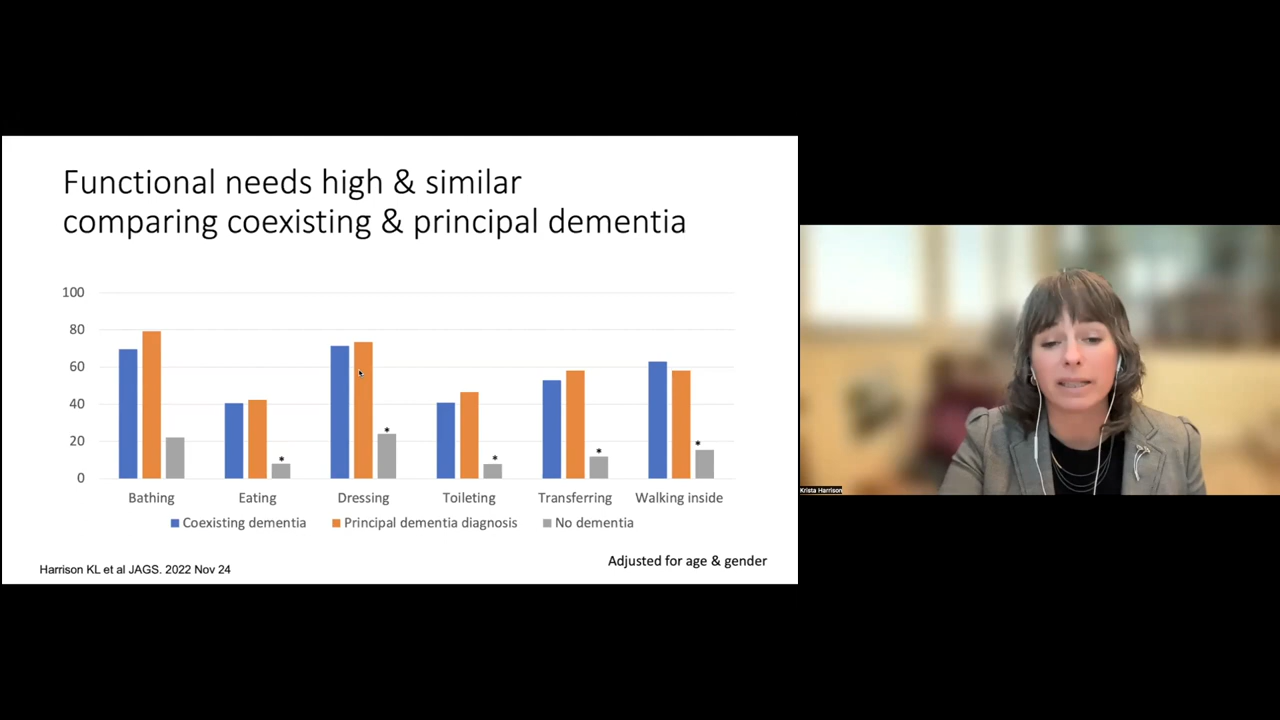 Functional needs high & similar
comparing coexisting & principal dementia
100
80
60
40
20
0
* * * * *
Bathing Eating Dressing Toileting Transferring Walking inside
Coexisting dementia Principal dementia diagnosis No dementia
Adjusted for age & gender
Harrison KL et al JAGS. 2022 Nov 24
Krista Harrison